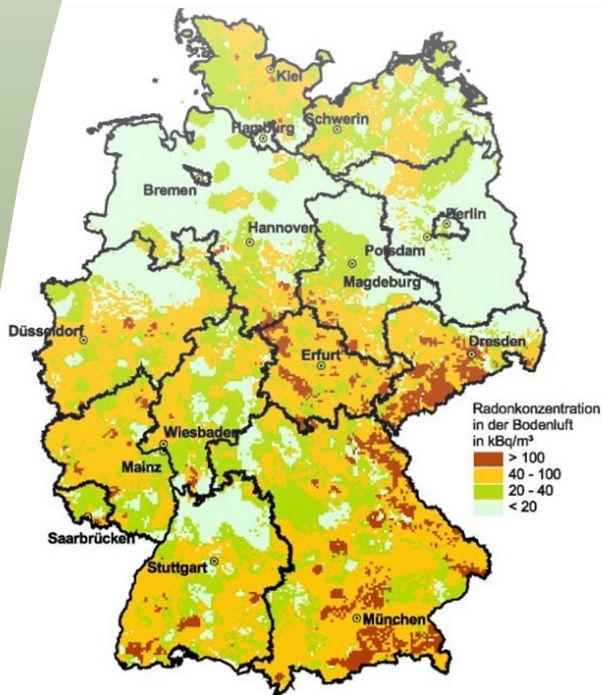 Kiel
Schwerin
Hamburg
Bremen
Berlin
Hannover
Potsdam
Magdeburg
Düsseldorf
Dresden
Erfurt
Wiesbaden
Mainz
Saarbrücken
Stuttgart
München
Radonkonzentration
in der Bodenluft
in kBq/m³
> 100
40 - 100
20 - 40
< 20